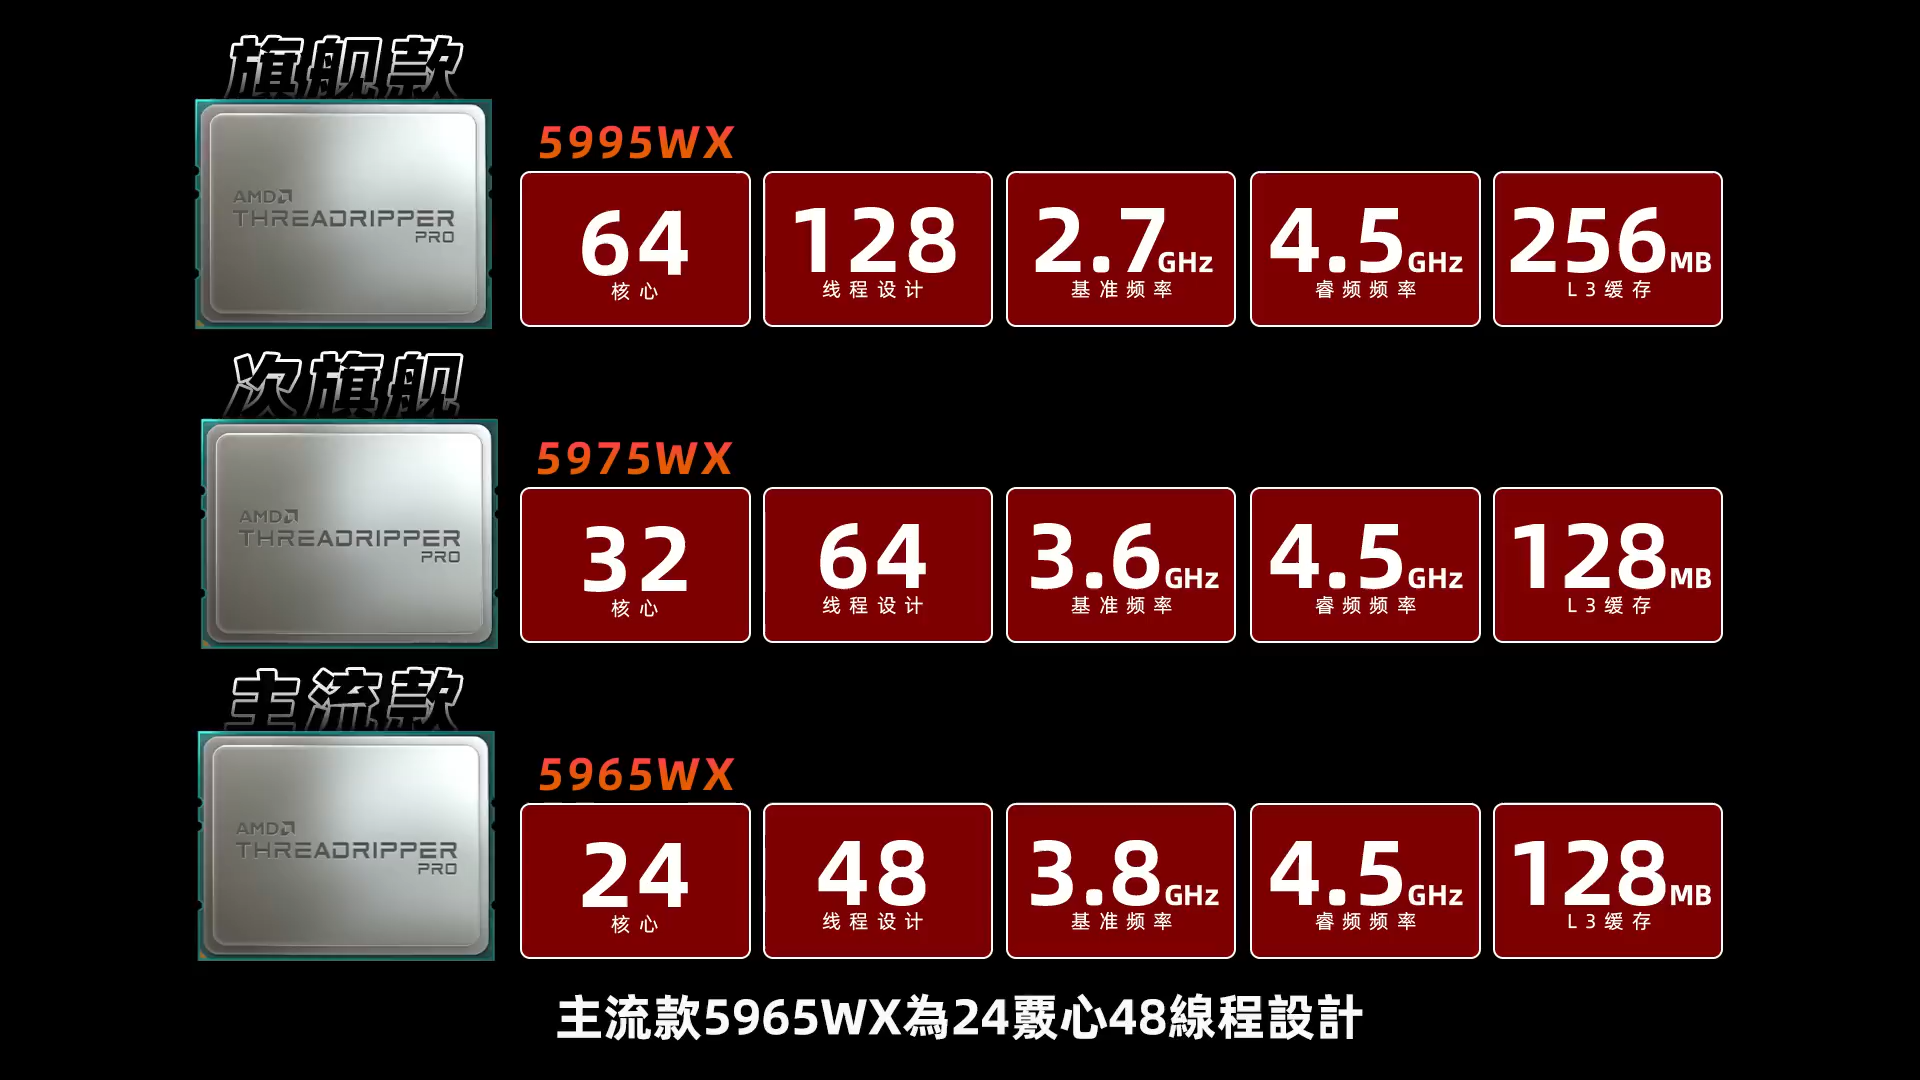 旗舰款
AMD
THREADRIPPER
PRO
5995WX
64 128 2.7GHz 4.5GHz 256MB
核心 线程设计 基准频率 睿频频率 L3缓存
次旗舰
AMD
THREADRIPPER
PRO
5975WX
32 64 3.6GHz 4.5GHz 128MB
核心 线程设计 基准频率 睿频频率 L3缓存
主流款
AMD
THREADRIPPER
PRO
5965WX
24 48 3.8GHz 4.5GHz 128MB
核心 线程设计 基准频率 睿频频率 L3缓存
主流款5965WX為24覈心48線程設計